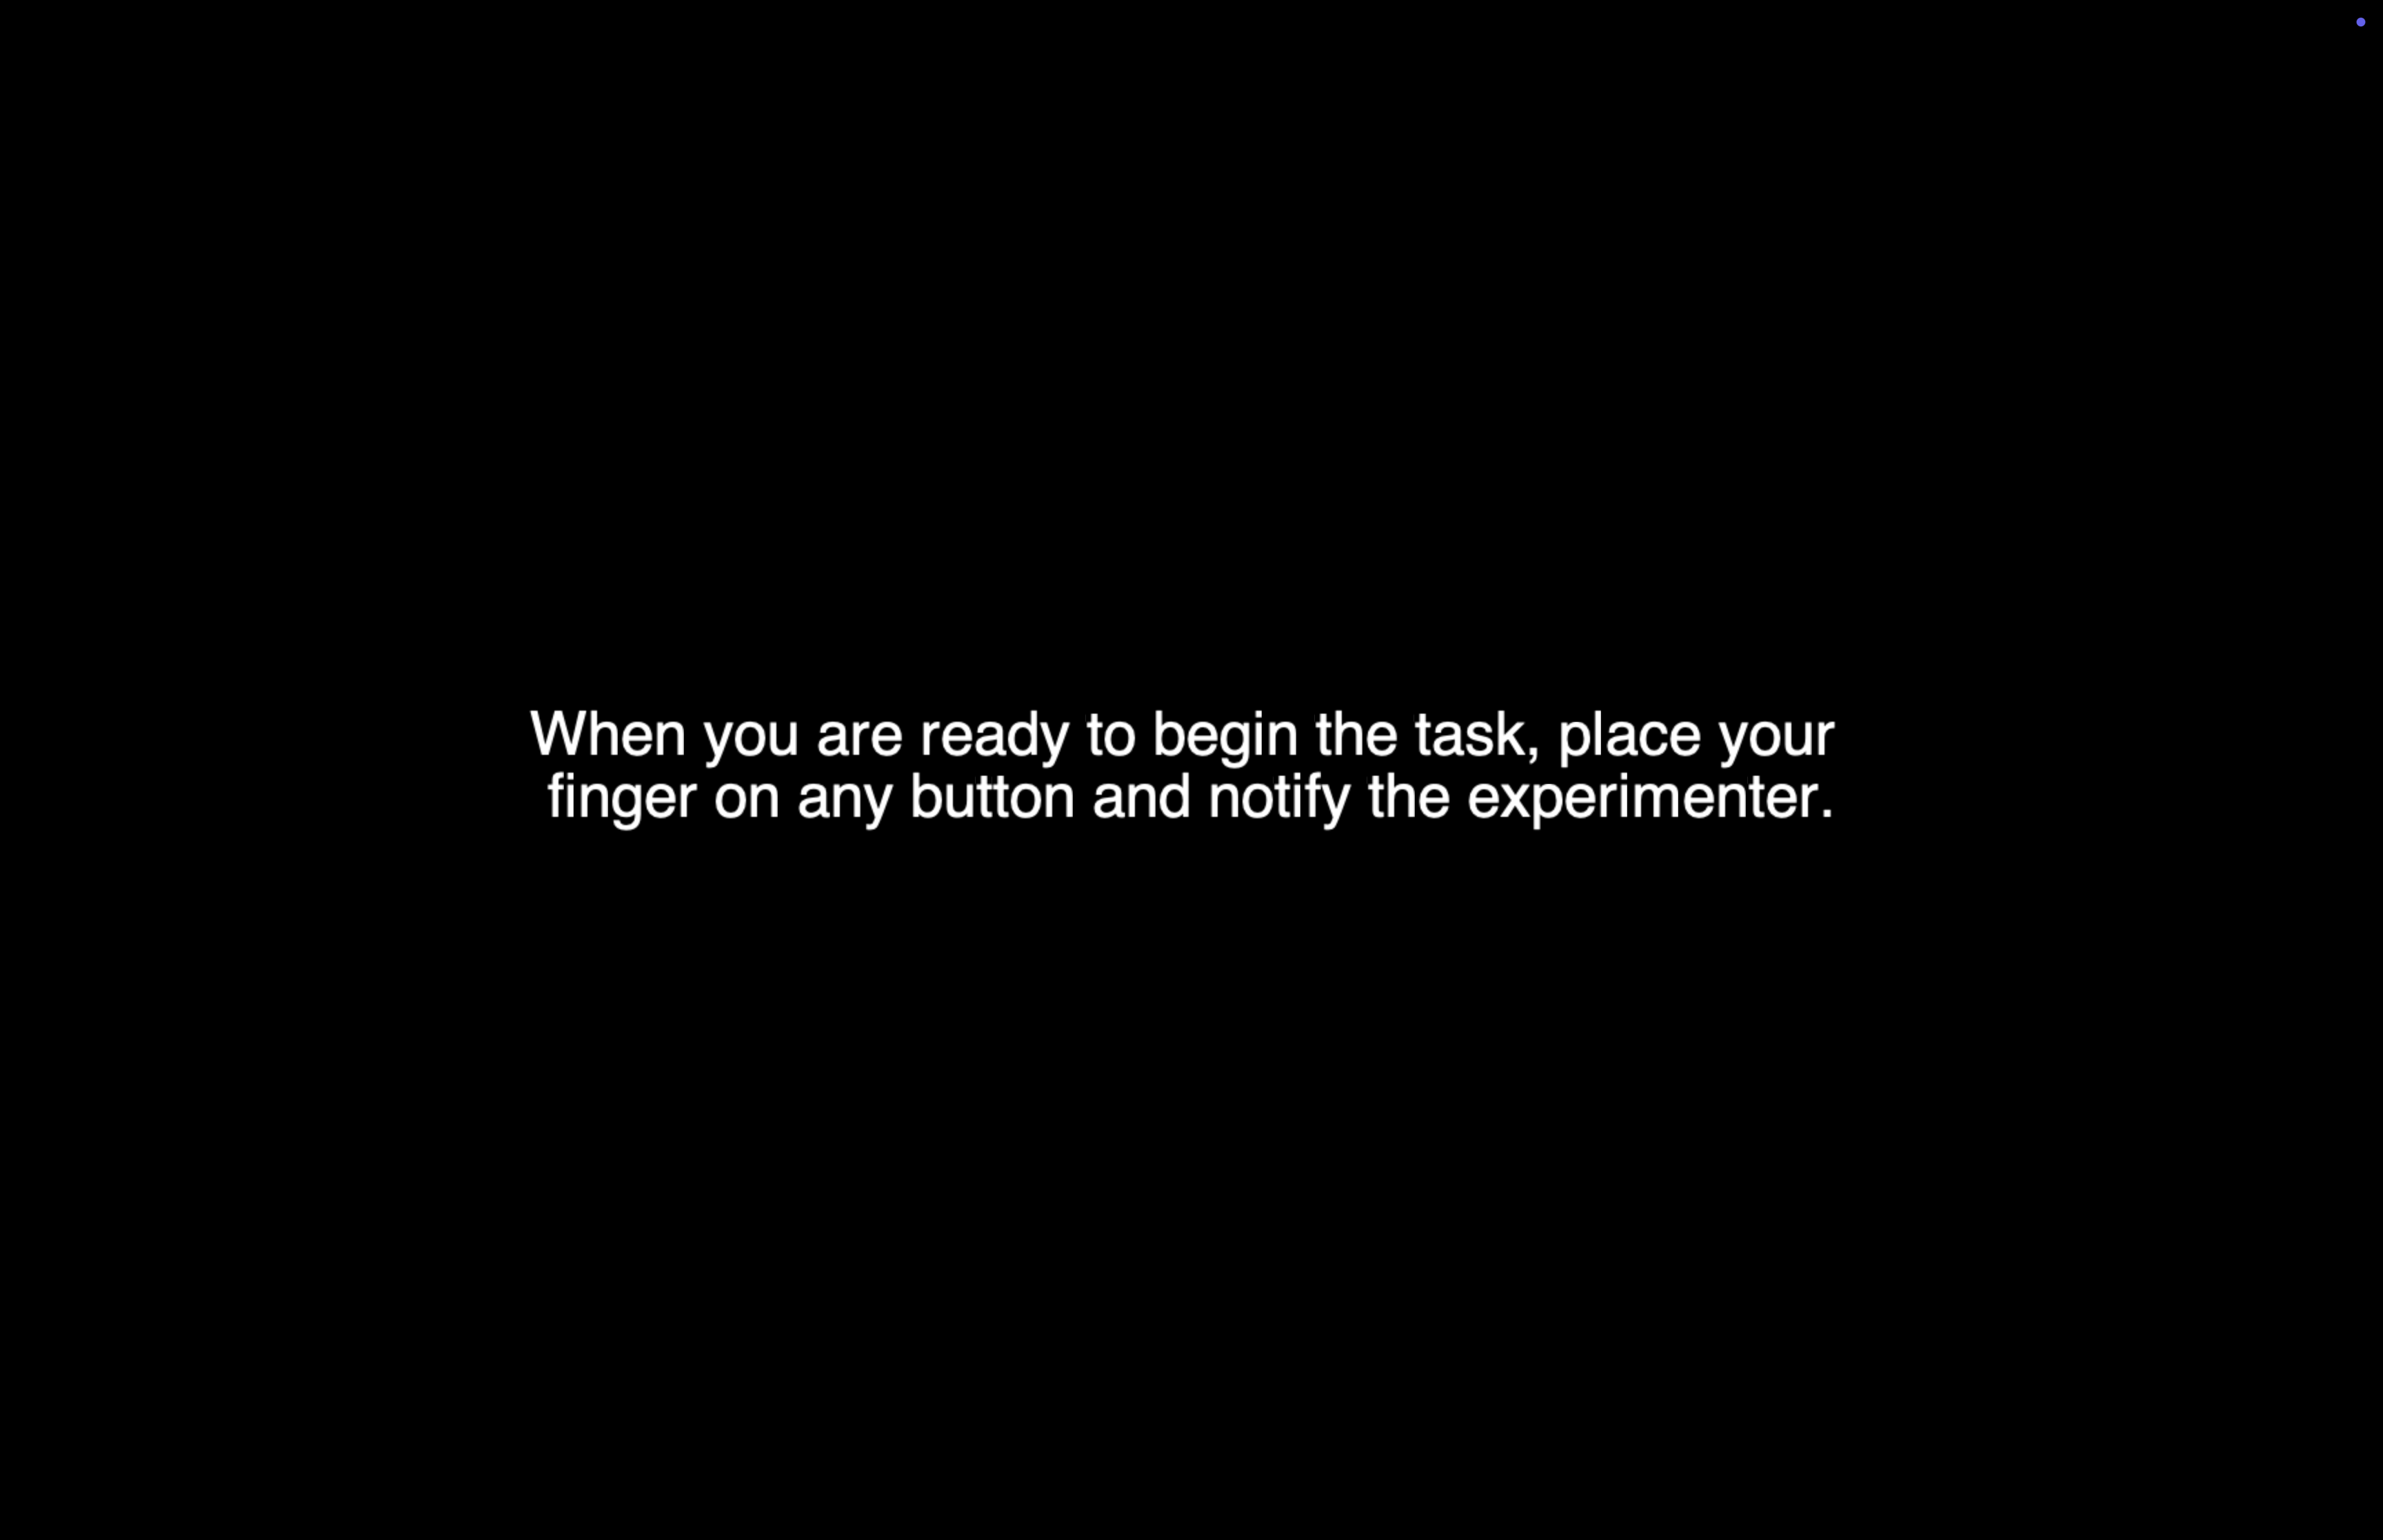 When you are ready to begin the task, place your
finger on any button and notify the experimenter.